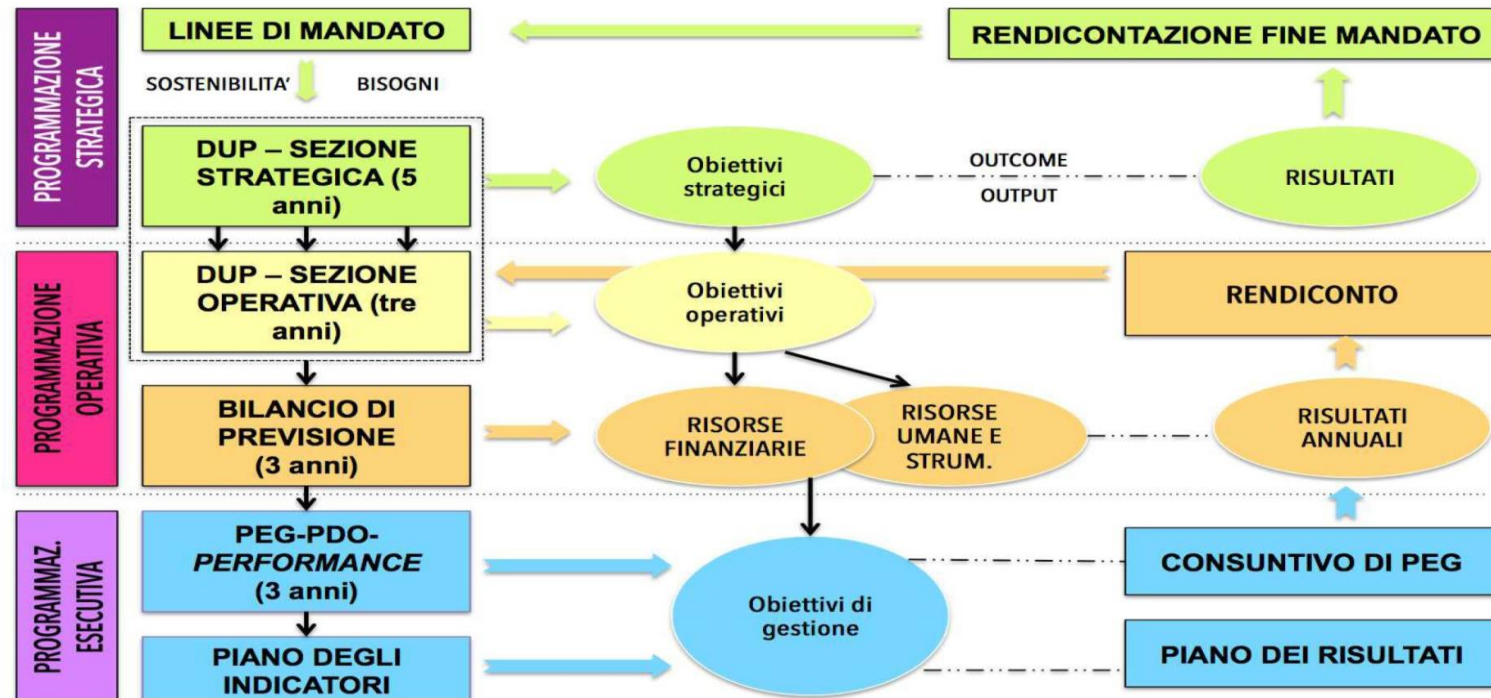 PROGRAMMAZIONE
STRATEGICA
LINEE DI MANDATO
RENDICONTAZIONE FINE MANDATO
SOSTENIBILITA’
BISOGNI
DUP – SEZIONE
STRATEGICA (5
anni)
Obiettivi
strategici
OUTCOME
OUTPUT
RISULTATI
PROGRAMMAZIONE
OPERATIVA
DUP – SEZIONE
OPERATIVA (tre
anni)
Obiettivi
operativi
RENDICONTO
BILANCIO DI
PREVISIONE
(3 anni)
RISORSE
FINANZIARIE
RISORSE
UMANE E
STRUM.
RISULTATI
ANNUALI
PROGRAMMAZ.
ESECUTIVA
PEG-PDO-
PERFORMANCE
(3 anni)
Obiettivi di
gestione
CONSUNTIVO DI PEG
PIANO DEGLI
INDICATORI
PIANO DEI RISULTATI